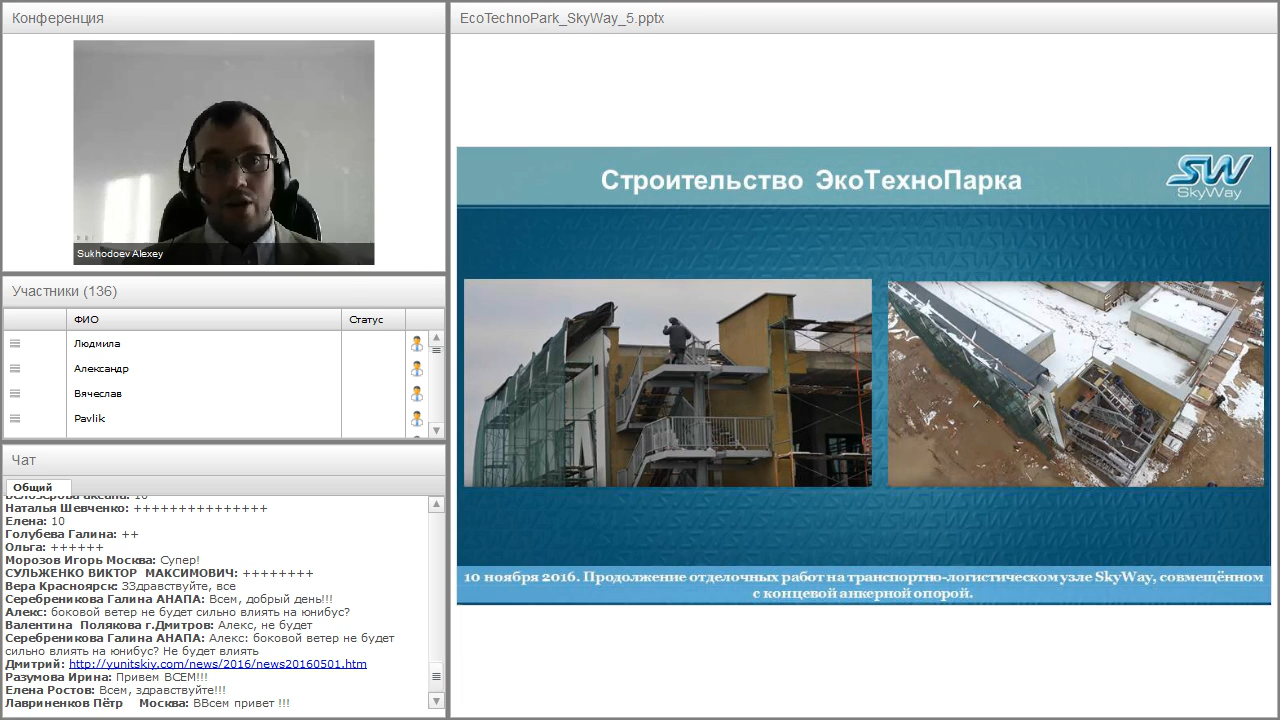 Конференция
Sukhodoev Alexey
Участники (136)
ФИО
Статус
Людмила
Александр
Вячеслав
Pavlik
Чат
Общий
Белозерова оксана: 10
Наталья Шевченко: +++++++++++++++
Елена: 10
Голубева Галина: ++
Ольга: ++++++
Морозов Игорь Москва: Супер!
СУЛЬЖЕНКО ВИКТОР МАКСИМОВИЧ: ++++++++
Вера Красноярск: ЗЗдравствуйте, все
Серебреникова Галина АНАПА: Всем, добрый день!!!
Алекс: боковой ветер не будет сильно влиять на юнибус?
Валентина Полякова г.Дмитров: Алекс, не будет
Серебреникова Галина АНАПА: Алекс: боковой ветер не будет
сильно влиять на юнибус? Не будет влиять
Дмитрий: http://yunitskiy.com/news/2016/news20160501.htm
Разумова Ирина: Привем ВСЕМ!!!
Елена Ростов: Всем, здравствуйте!!!
Лавриненков Пётр Москва: ВВсем привет !!!
EcoTechnoPark_SkyWay_5.pptx
Строительство ЭкоТехноПарка
SW
SkyWay
10 ноября 2016. Продолжение отделочных работ на транспортно-логистическом узле SkyWay, совмещённом
с концевой анкерной опорой.